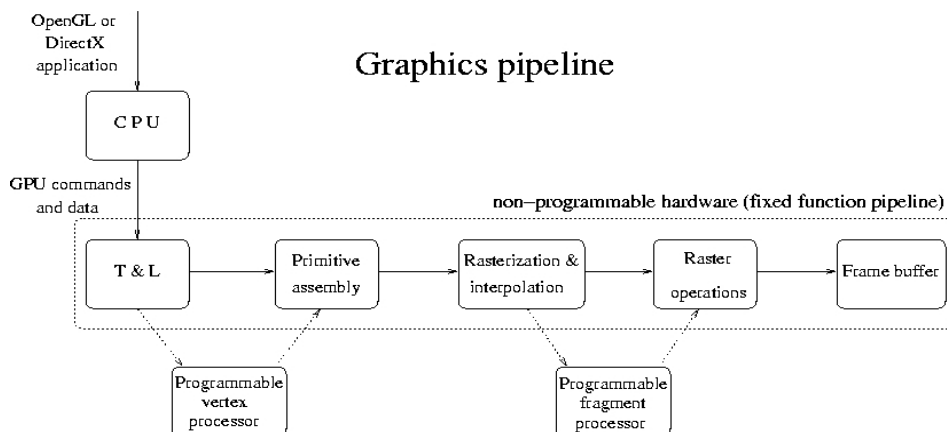 OpenGL or
DirectX
application
Graphics pipeline
C P U
GPU commands
and data
non-programmable hardware (fixed function pipeline)
T & L
Primitive
assembly
Rasterization &
interpolation
Raster
operations
Frame buffer
Programmable
vertex
processor
Programmable
fragment
processor